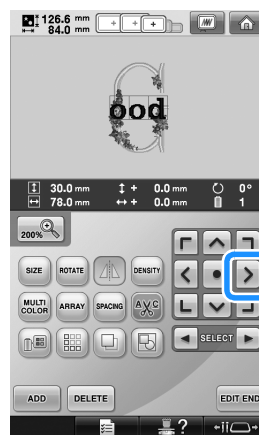 126.6 mm
84.0 mm
ood
30.0 mm + 0.0 mm 0°
78.0 mm + 0.0 mm 1
200%
SIZE ROTATE DENSITY
MULTI COLOR ARRAY SPACING AVC
SELECT
ADD DELETE EDIT END
?